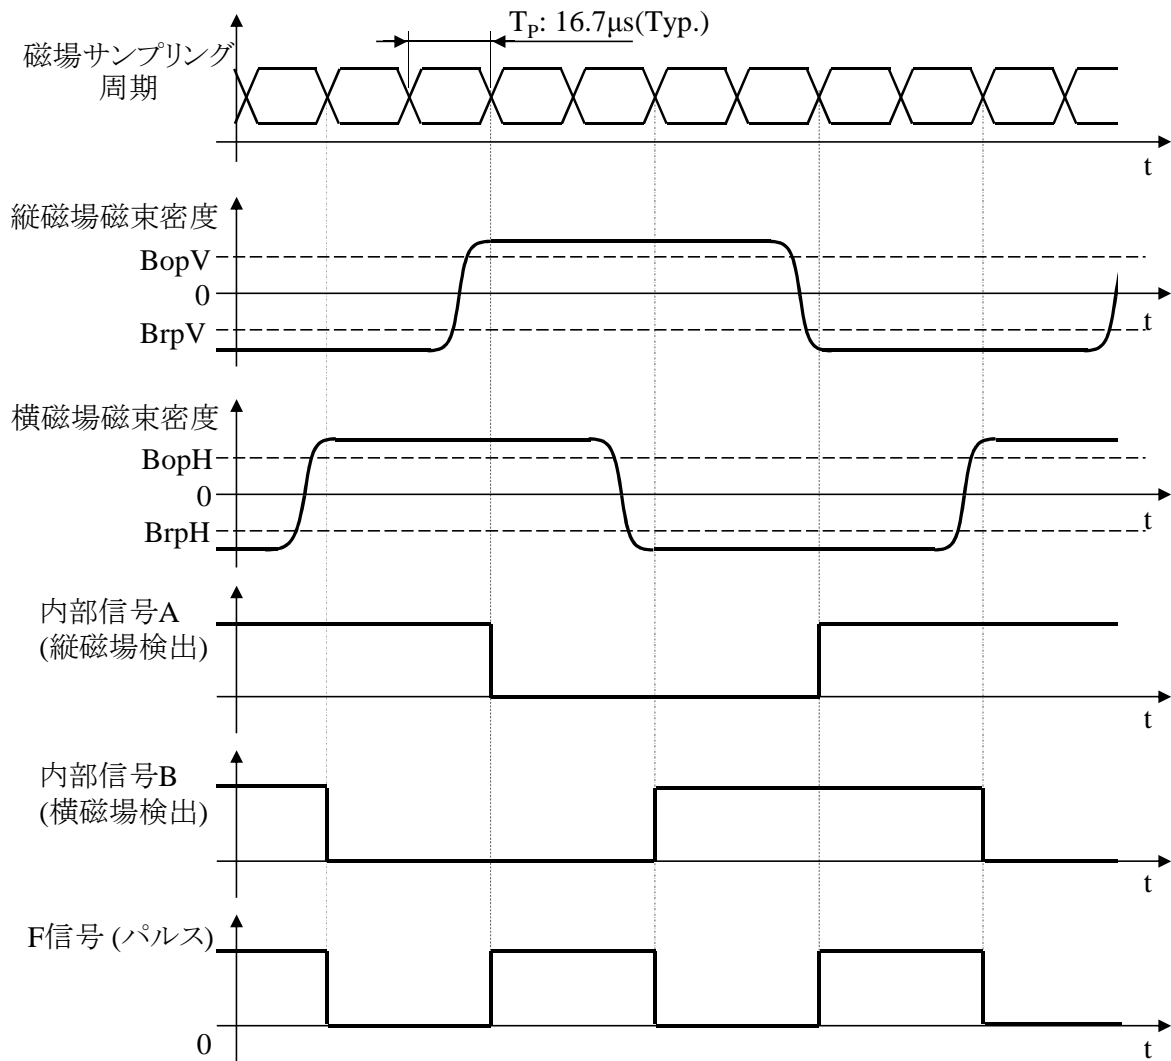 T_P: 16.7μs(Typ.)
磁場サンプリング
周期
t
縦磁場磁束密度
BopV
0
BrpV
t
横磁場磁束密度
BopH
0
BrpH
t
内部信号A
(縦磁場検出)
t
内部信号B
(横磁場検出)
t
F信号 (パルス)
0
t